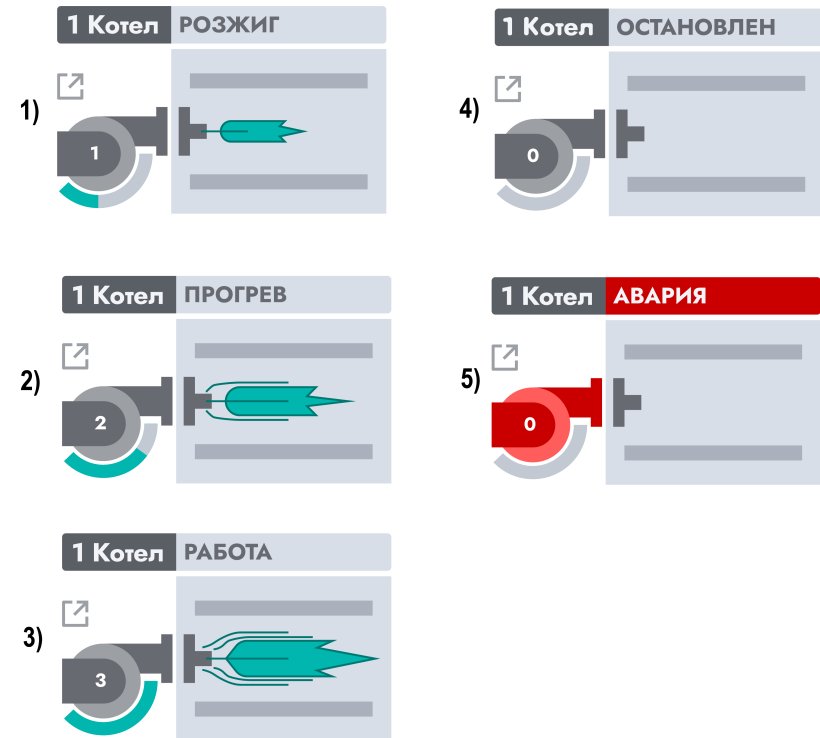 1 Котел РОЗЖИГ
1)
1
1 Котел ПРОГРЕВ
2)
2
1 Котел РАБОТА
3)
3
1 Котел ОСТАНОВЛЕН
4)
0
1 Котел АВАРИЯ
5)
0